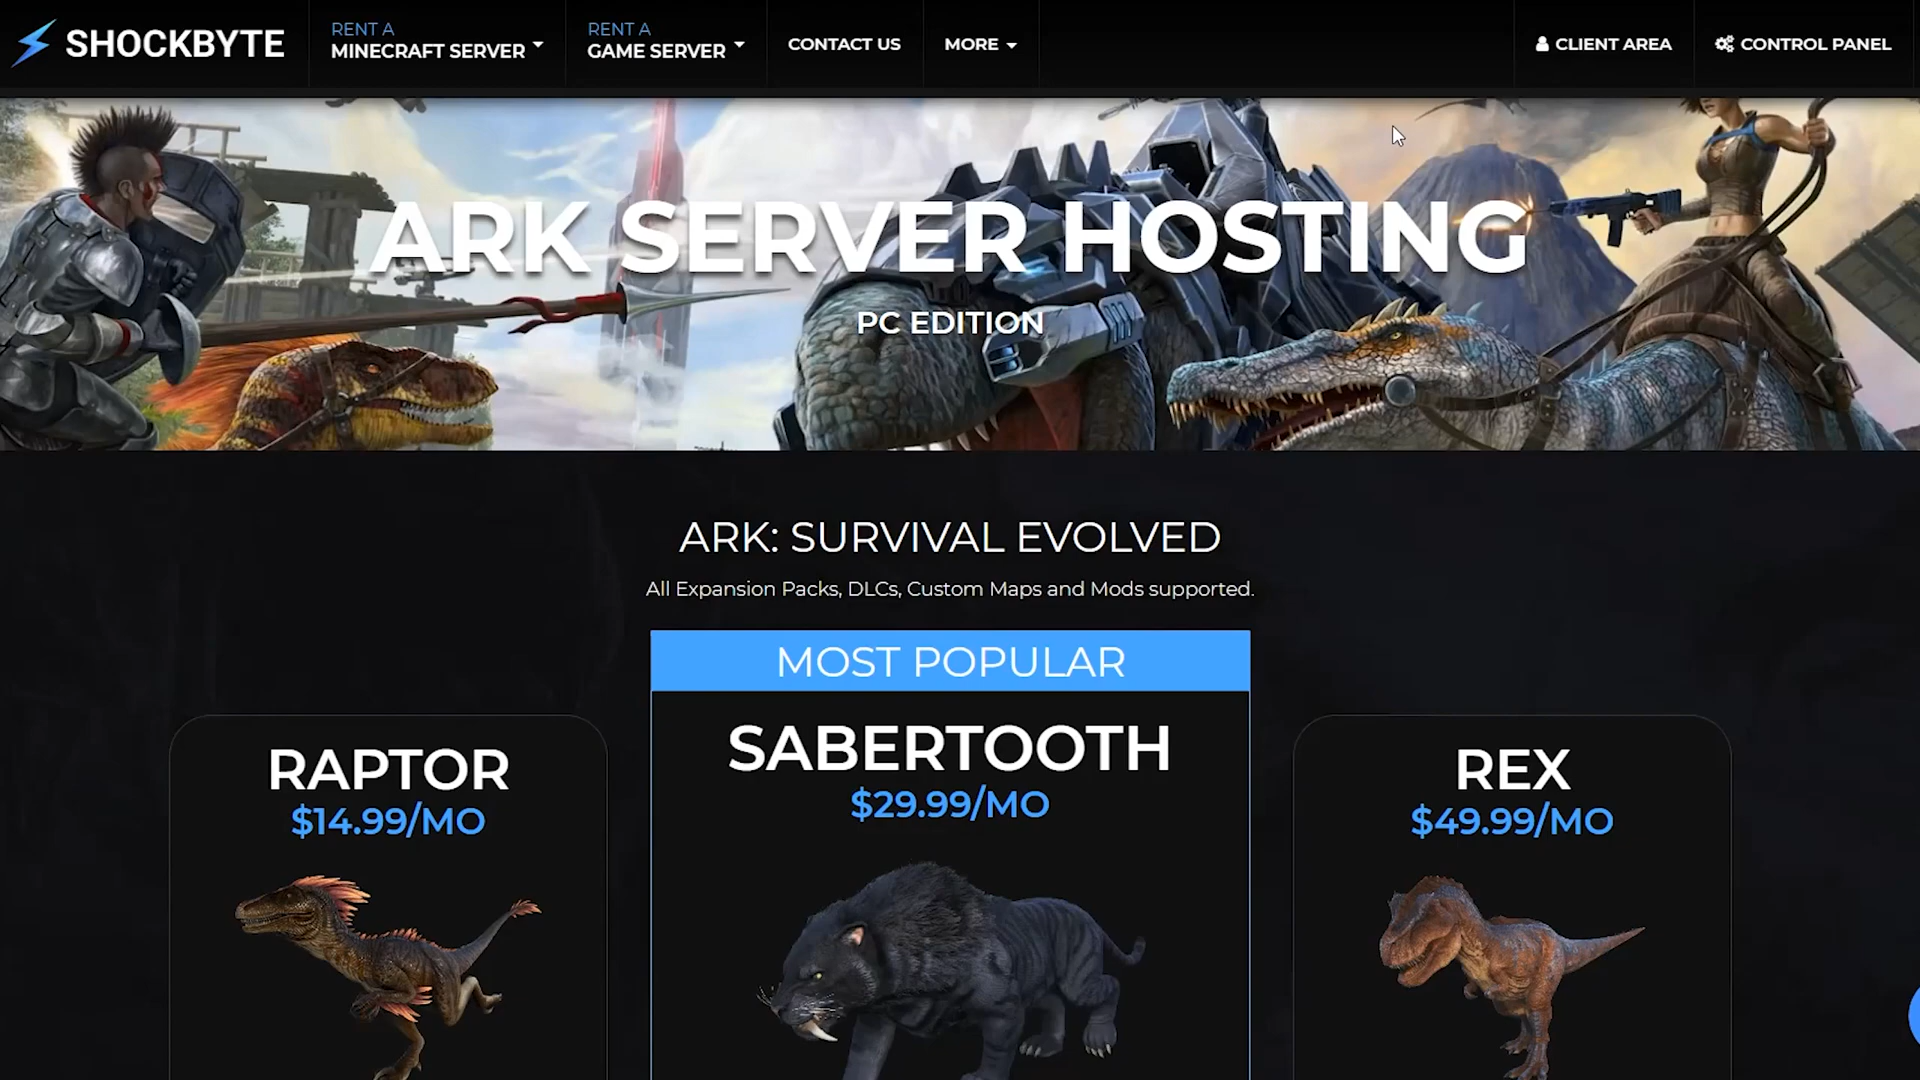 SHOCKBYTE
RENT A
MINECRAFT SERVER
RENT A
GAME SERVER
CONTACT US
MORE
CLIENT AREA
CONTROL PANEL
ARK SERVER HOSTING
PC EDITION
ARK: SURVIVAL EVOLVED
All Expansion Packs, DLCs, Custom Maps and Mods supported.
MOST POPULAR
RAPTOR
$14.99/MO
SABERTOOTH
$29.99/MO
REX
$49.99/MO